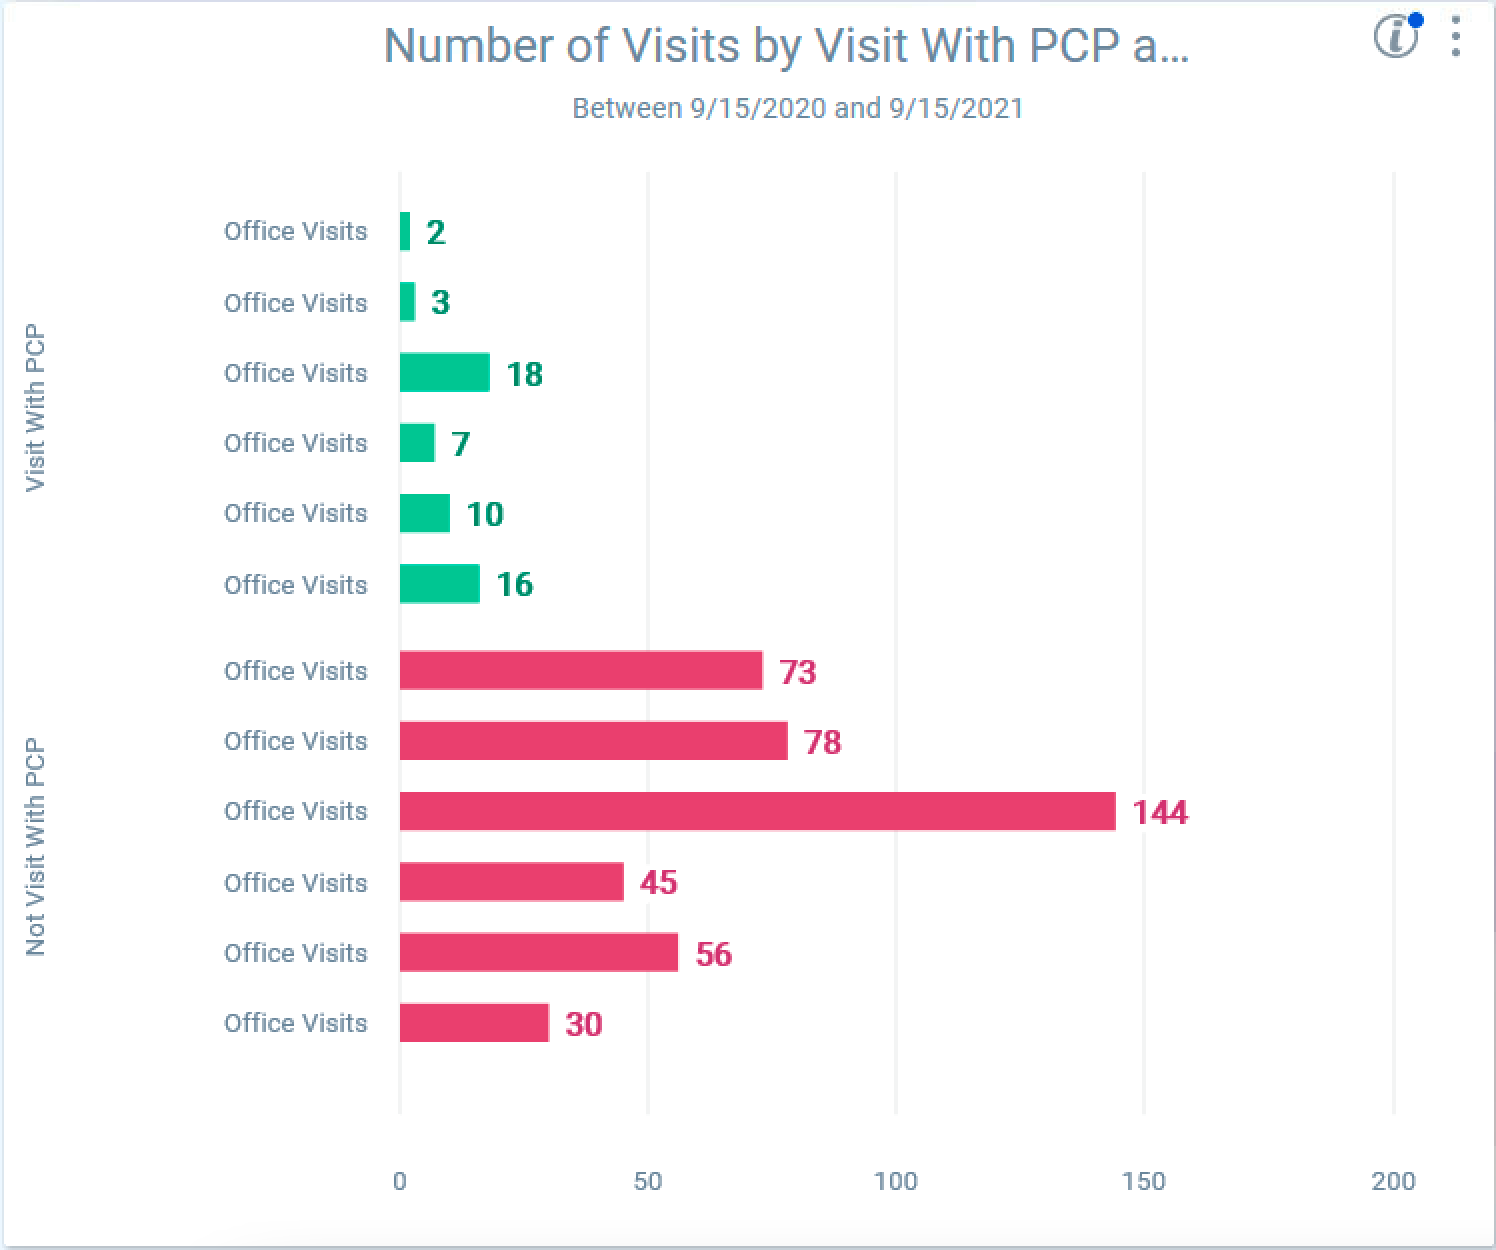 Number of Visits by Visit With PCP a...
Between 9/15/2020 and 9/15/2021
Visit With PCP
Office Visits 2
Office Visits 3
Office Visits 18
Office Visits 7
Office Visits 10
Office Visits 16
Not Visit With PCP
Office Visits 73
Office Visits 78
Office Visits 144
Office Visits 45
Office Visits 56
Office Visits 30
0 50 100 150 200